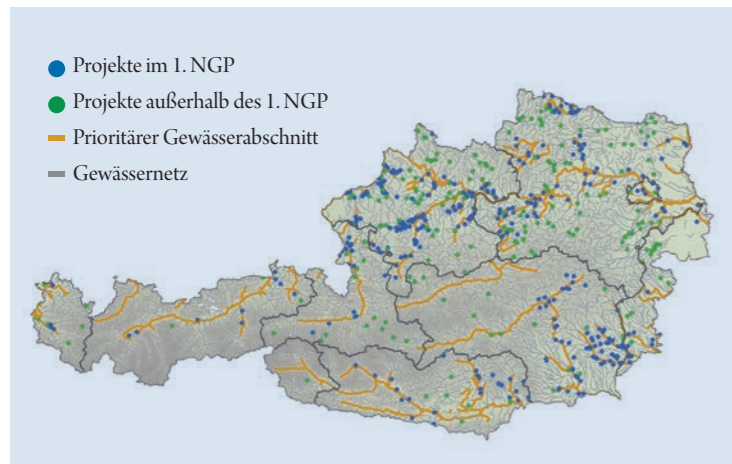 Projekte im 1. NGP
Projekte außerhalb des 1. NGP
Prioritärer Gewässerabschnitt
Gewässernetz